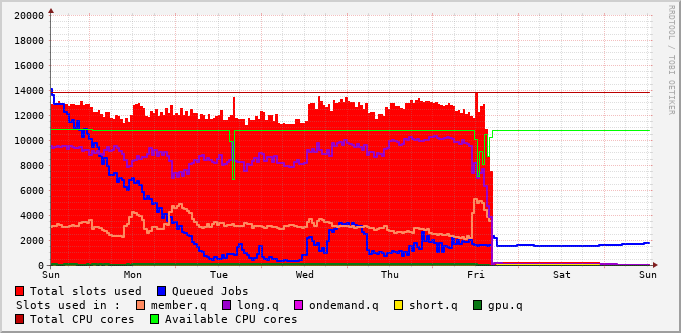 20000
18000
16000
14000
12000
10000
8000
6000
4000
2000
0
Sun Mon Tue Wed Thu Fri Sat Sun
Total slots used Queued Jobs
Slots used in : member.q long.q ondemand.q short.q gpu.q
Total CPU cores Available CPU cores
RRDTOOL / TOBI OETIKER